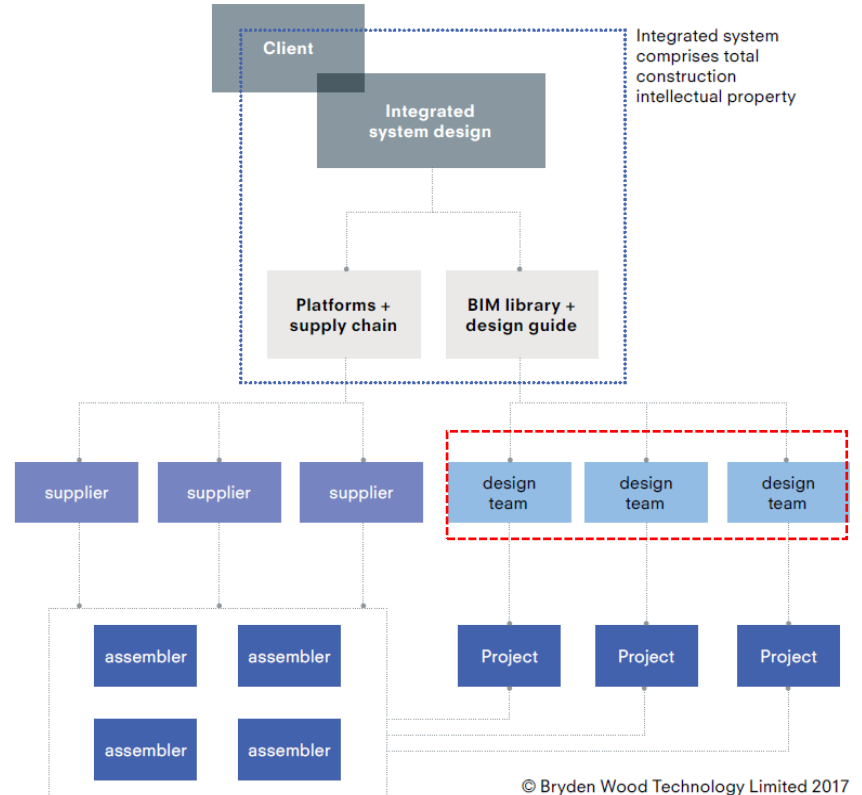 Client
Integrated system
comprises total
construction
intellectual property
Integrated
system design
Platforms +
supply chain
BIM library +
design guide
supplier
supplier
supplier
design
team
design
team
design
team
assembler
assembler
Project
Project
Project
assembler
assembler
© Bryden Wood Technology Limited 2017